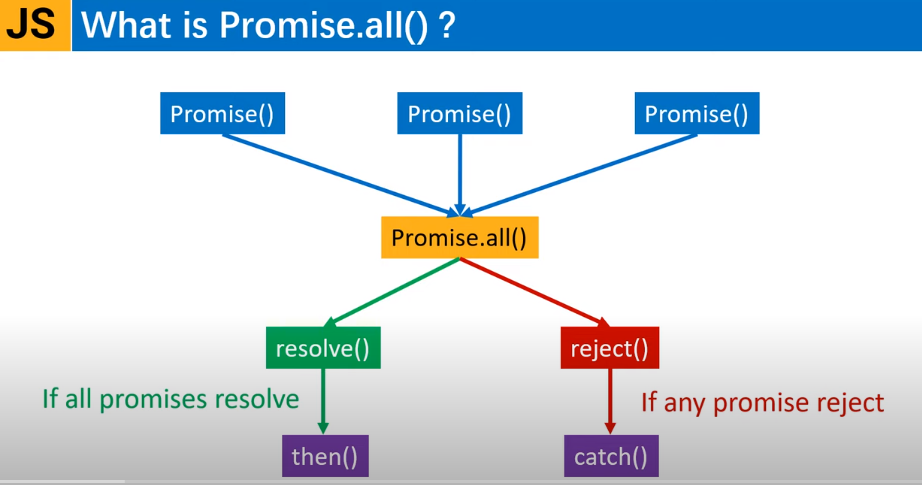 JS What is Promise.all() ?
Promise() Promise() Promise()
Promise.all()
resolve() reject()
If all promises resolve If any promise reject
then() catch()